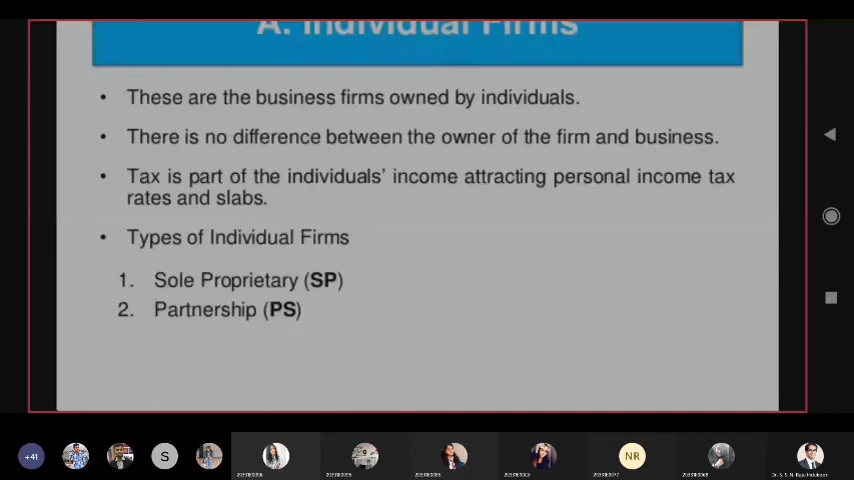 A. Individual Firms
• These are the business firms owned by individuals.
• There is no difference between the owner of the firm and business.
• Tax is part of the individuals' income attracting personal income tax
rates and slabs.
• Types of Individual Firms
1. Sole Proprietary (SP)
2. Partnership (PS)
+41
S
NR